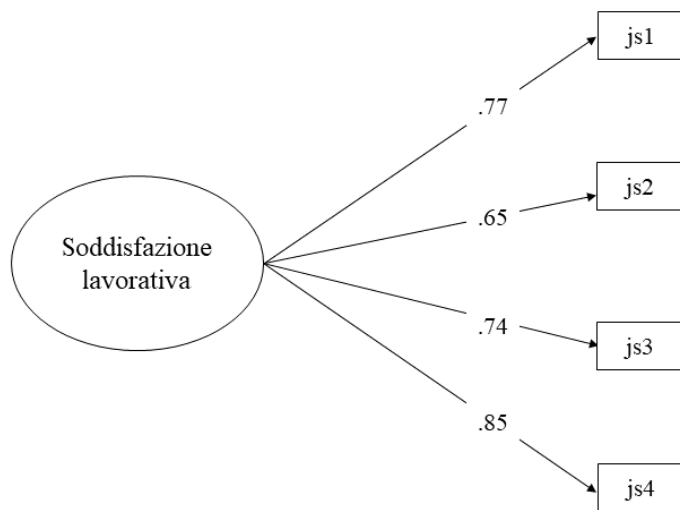 js1
.77
js2
.65
Soddisfazione
lavorativa
.74
js3
.85
js4